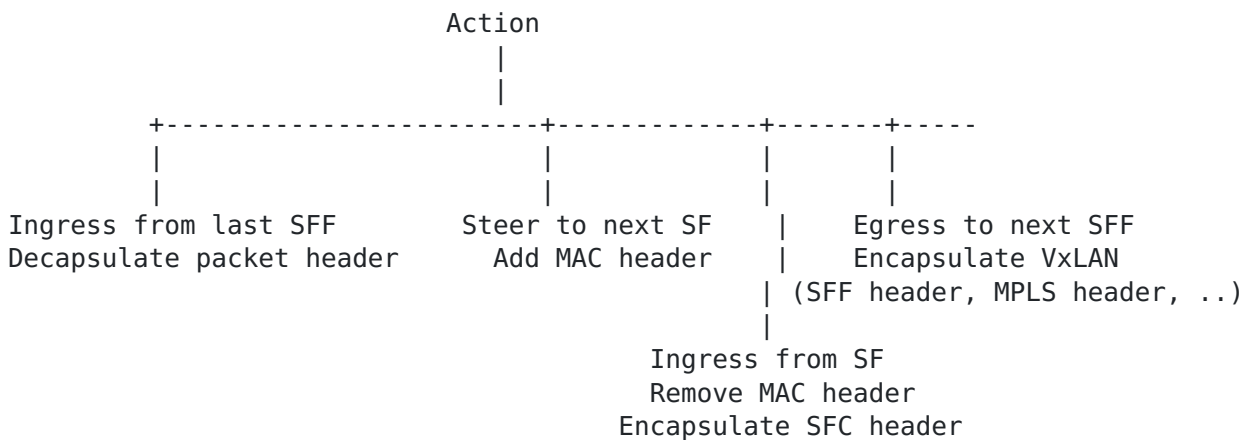 Action
Ingress from last SFF Steer to next SF Egress to next SFF
Decapsulate packet header Add MAC header Encapsulate VxLAN
(SFF header, MPLS header, ..)
Ingress from SF
Remove MAC header
Encapsulate SFC header